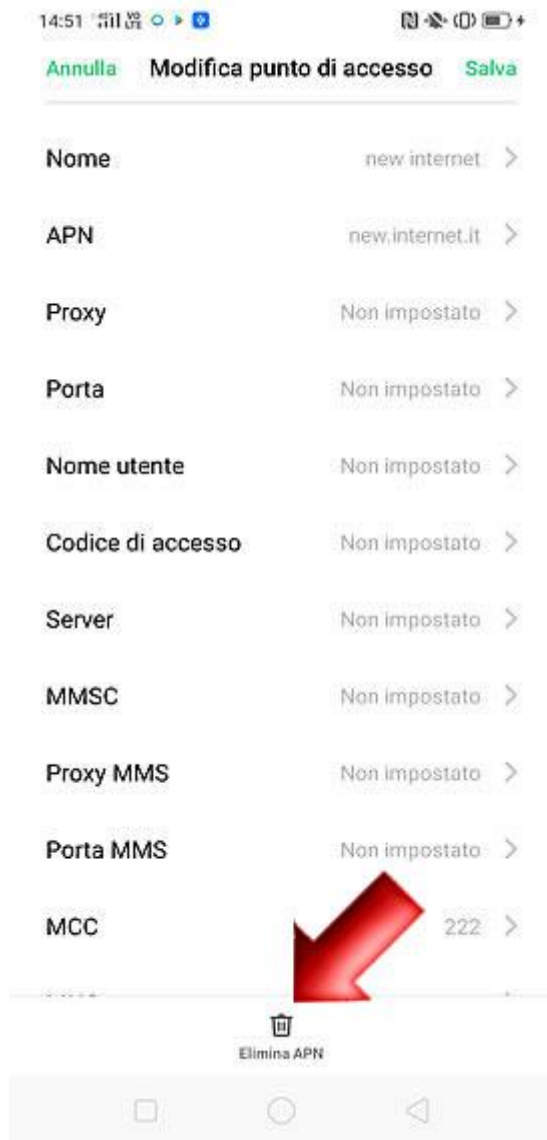 14:51
Annulla Modifica punto di accesso Salva
Nome new internet
APN new.internet.it
Proxy Non impostato
Porta Non impostato
Nome utente Non impostato
Codice di accesso Non impostato
Server Non impostato
MMSC Non impostato
Proxy MMS Non impostato
Porta MMS Non impostato
MCC 222
Elimina APN